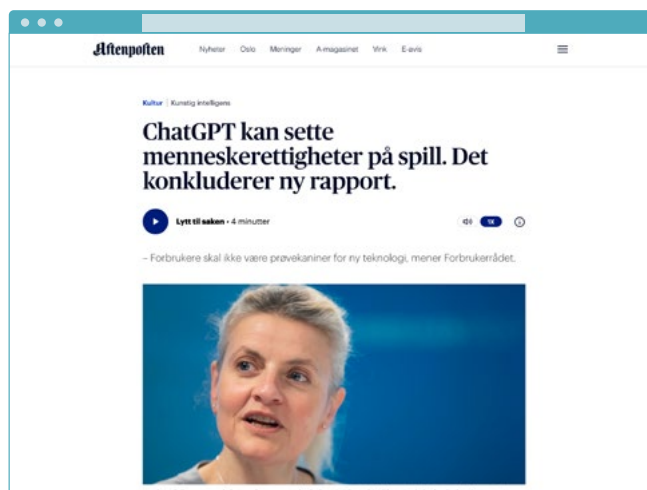 Aftenposten
Nyheter Oslo Meninger A-magasinet Vink E-avis
Kultur | Kunstig intelligens
ChatGPT kan sette
menneskerettigheter på spill. Det
konkluderer ny rapport.
Lytt til saken • 4 minutter
1X
– Forbrukere skal ikke være prøvekaniner for ny teknologi, mener Forbrukerrådet.